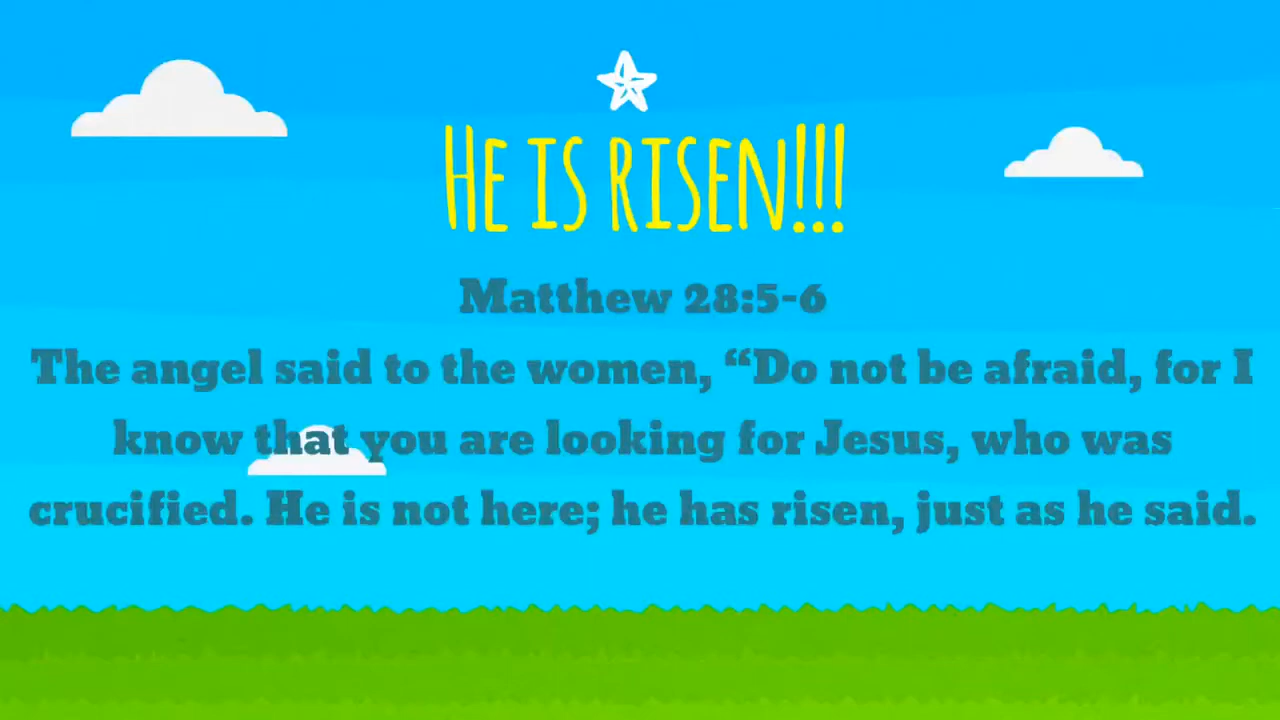 He is risen!!!
Matthew 28:5-6
The angel said to the women, “Do not be afraid, for I
know that you are looking for Jesus, who was
crucified. He is not here; he has risen, just as he said.